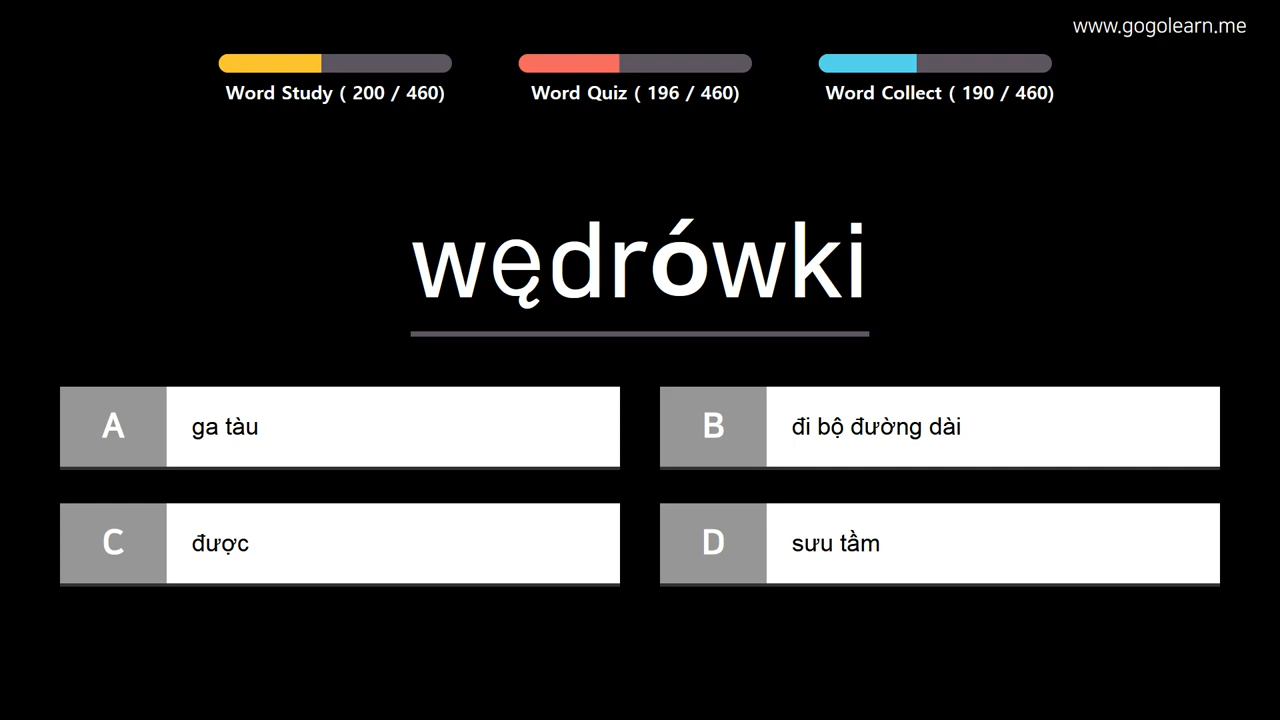 www.gogolearn.me
Word Study ( 200 / 460)
Word Quiz ( 196 / 460)
Word Collect ( 190 / 460)
wędrówki
A
ga tàu
B
đi bộ đường dài
C
được
D
sưu tầm